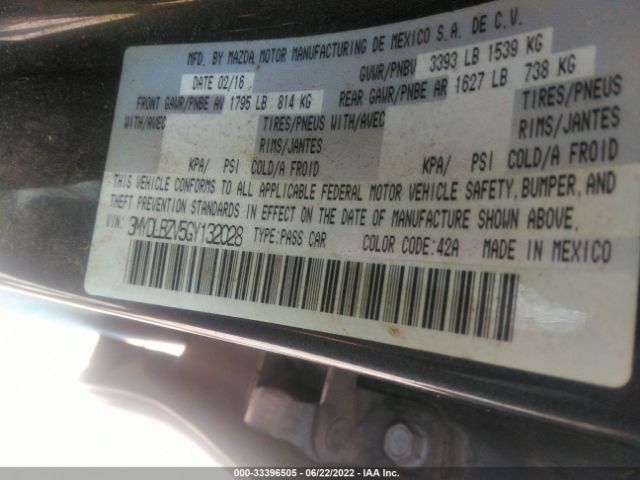 MFD. BY MAZDA MOTOR MANUFACTURING DE MEXICO S.A. DE C.V.
DATE 02/16 GVWR/PNBV 3393 LB 1539 KG
FRONT GAWR/PNBE AV 1795 LB 814 KG REAR GAWR/PNBE AR 1627 LB 738 KG
WITH/AVEC TIRES/PNEUS WITH/AVEC TIRES/PNEUS
RIMS/JANTES RIMS/JANTES
KPA/ PSI COLD/A FROID KPA/ PSI COLD/A FROID
THIS VEHICLE CONFORMS TO ALL APPLICABLE FEDERAL MOTOR VEHICLE SAFETY, BUMPER, AND
THEFT PREVENTION STANDARDS IN EFFECT ON THE DATE OF MANUFACTURE SHOWN ABOVE.
VIN: 3MYDLBZV5GY132028 TYPE:PASS CAR COLOR CODE:42A MADE IN MEXICO
000-33396505 - 06/22/2022 - IAA Inc.